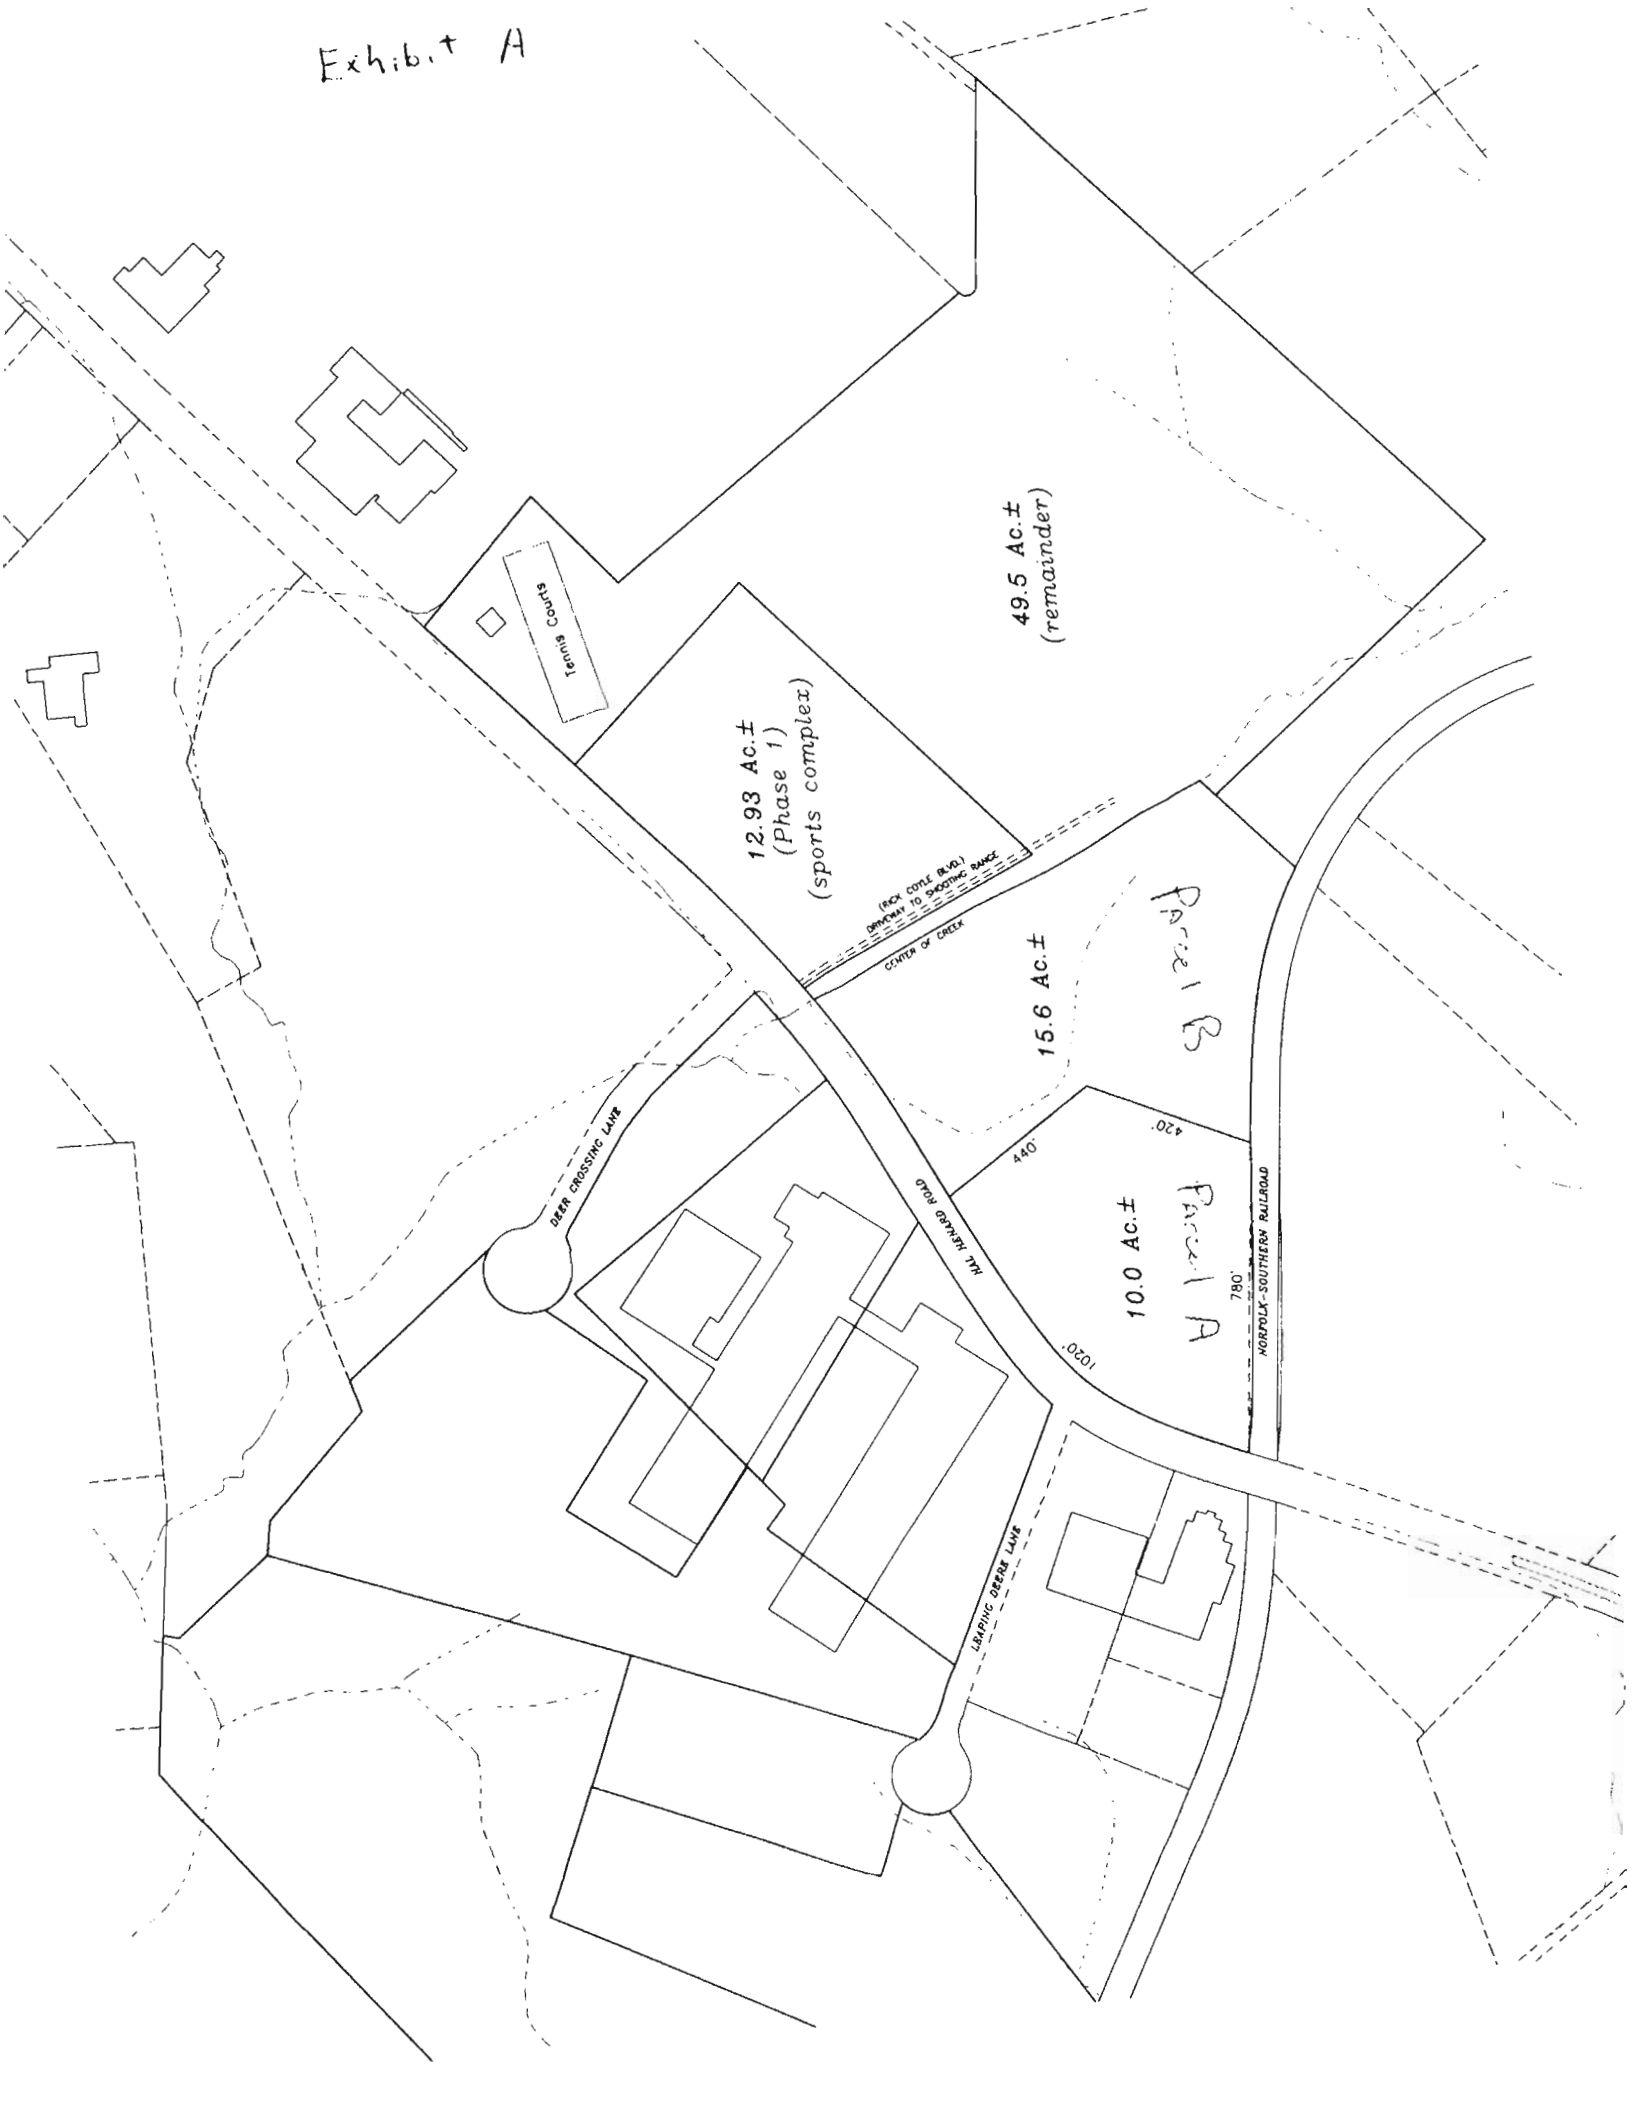 Exhibit A
Tennis Courts
49.5 Ac.±
(remainder)
12.93 Ac.±
(Phase 1)
(sports complex)
(RICK COYLE BLVD.)
DRIVEWAY TO SHOOTING RANGE
CENTER OF CREEK
15.6 Ac.±
Parcel B
DEER CROSSING LANE
440'
420'
HALL HENARD ROAD
10.0 Ac.±
Parcel A
780'
NORFOLK-SOUTHERN RAILROAD
1020'
LEAPING DEERE LANE